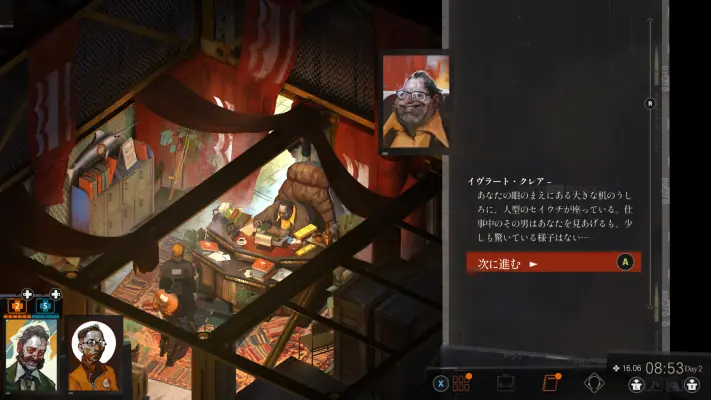 R
イヴラート・クレア –
あなたの眼のまえにある大きな机のうし
ろに、人型のセイウチが座っている。仕
事中のその男はあなたを見あげるも、少
しも驚いている様子はない…
次に進む ►
A
2
5
X
16.06
08:53 Day2